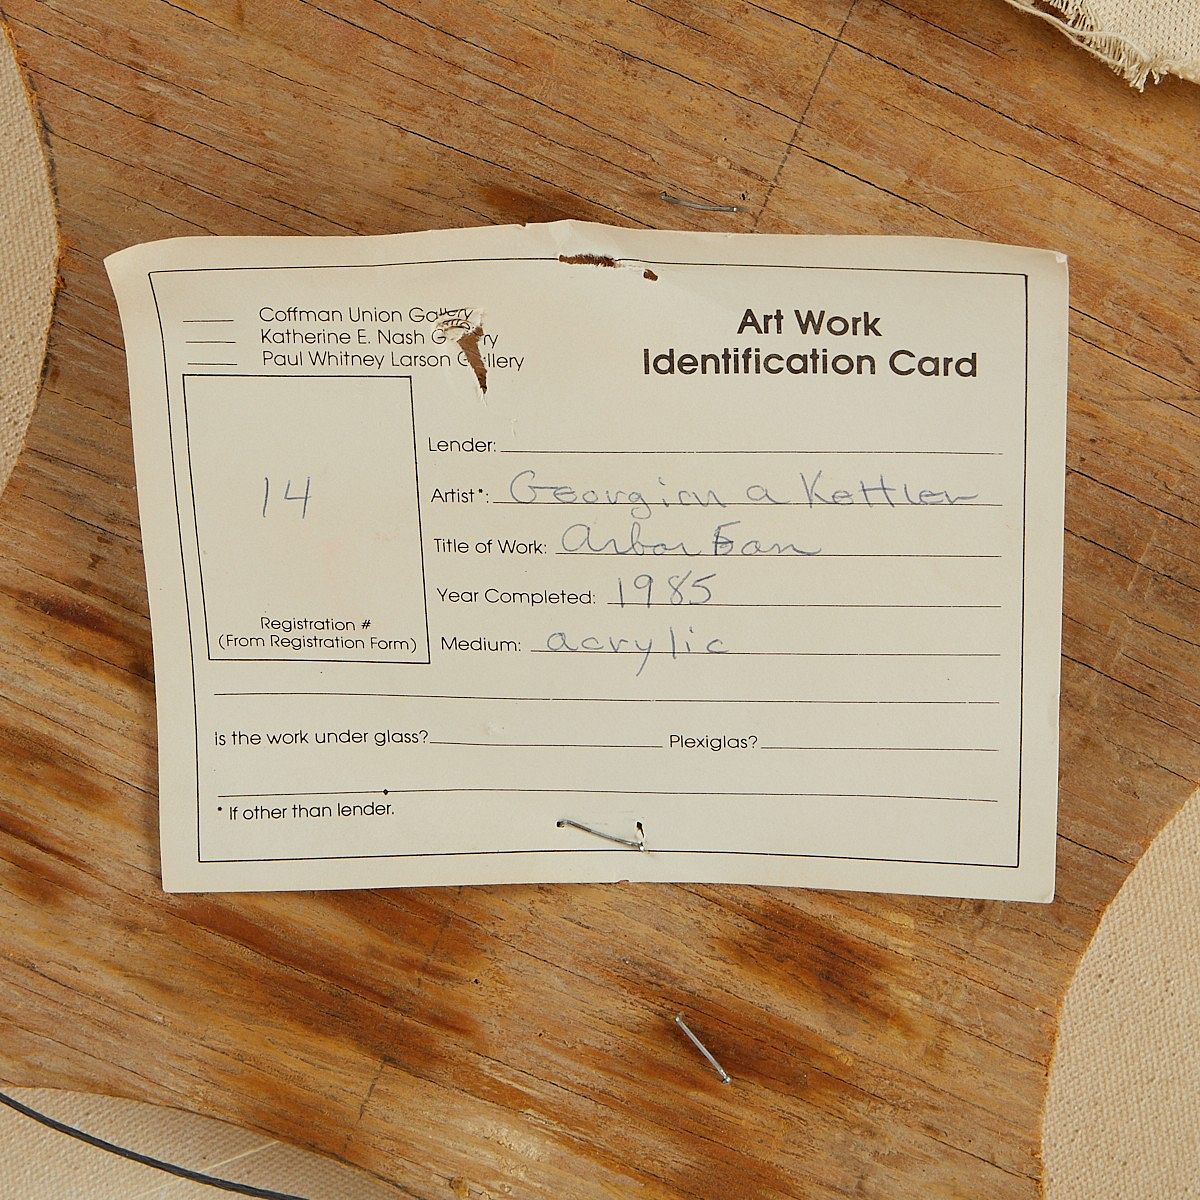 Coffman Union Gallery
Katherine E. Nash Gallery
Paul Whitney Larson Gallery
Art Work
Identification Card
14
Registration #
(From Registration Form)
Lender:
Artist*: Georgian a Kettler
Title of Work: Arbor Fan
Year Completed: 1985
Medium: acrylic
is the work under glass? Plexiglas?
* If other than lender.